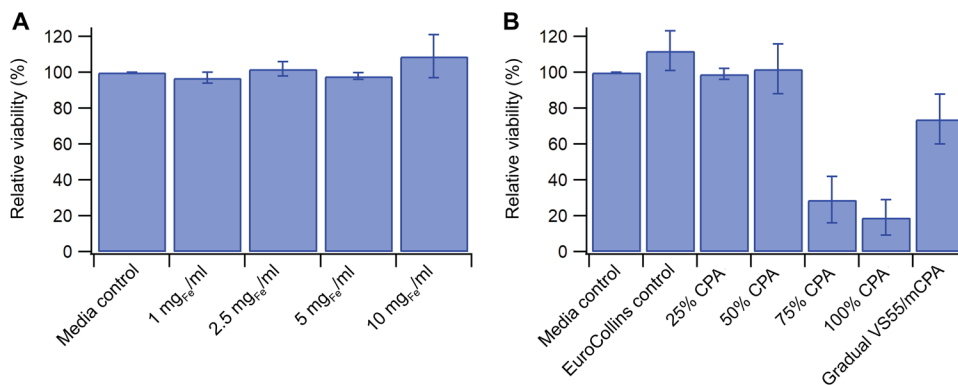 A
Relative viability (%)
120
100
80
60
40
20
0
Media control
1 mgFe/ml
2.5 mgFe/ml
5 mgFe/ml
10 mgFe/ml
B
Relative viability (%)
120
100
80
60
40
20
0
Media control
EuroCollins control
25% CPA
50% CPA
75% CPA
100% CPA
Gradual VS55/mCPA